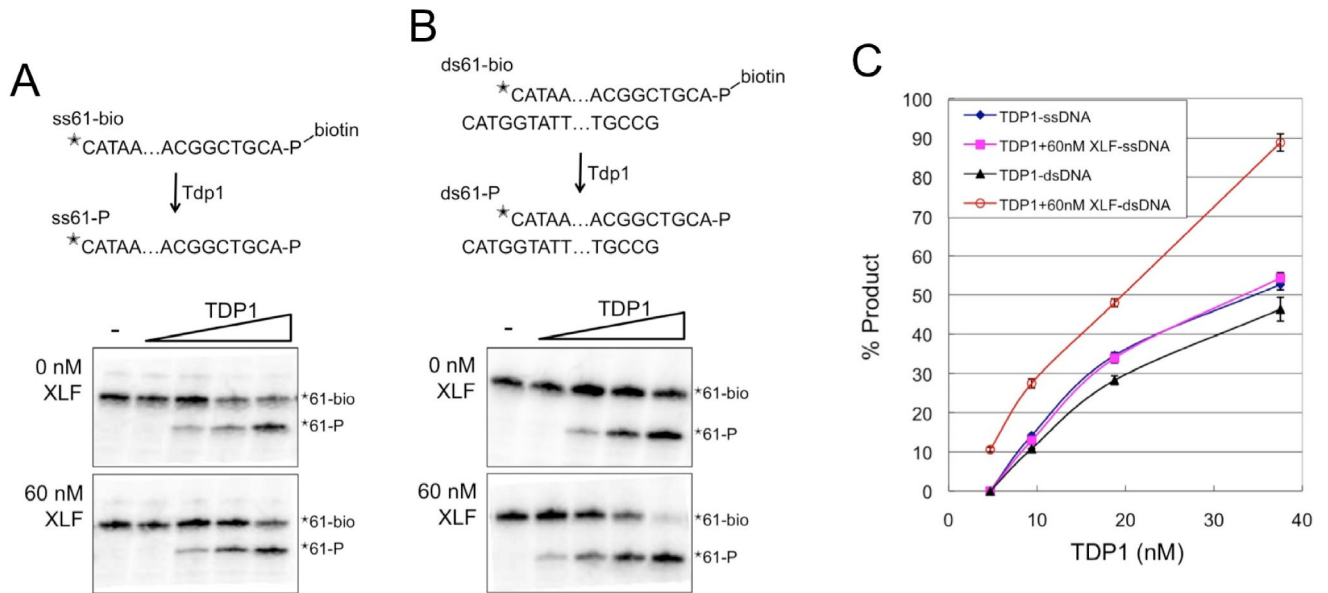 A
ss61-bio
biotin
*CATAA...ACGGCTGCA-P
Tdp1
ss61-P
*CATAA...ACGGCTGCA-P
TDP1
-
0 nM
XLF
*61-bio
*61-P
60 nM
XLF
*61-bio
*61-P
B
ds61-bio
biotin
*CATAA...ACGGCTGCA-P
CATGGTATT...TGCCG
Tdp1
ds61-P
*CATAA...ACGGCTGCA-P
CATGGTATT...TGCCG
TDP1
-
0 nM
XLF
*61-bio
*61-P
60 nM
XLF
*61-bio
*61-P
C
100
90
80
70
60
50
40
30
20
10
0
% Product
TDP1-ssDNA
TDP1+60nM XLF-ssDNA
TDP1-dsDNA
TDP1+60nM XLF-dsDNA
0 10 20 30 40
TDP1 (nM)